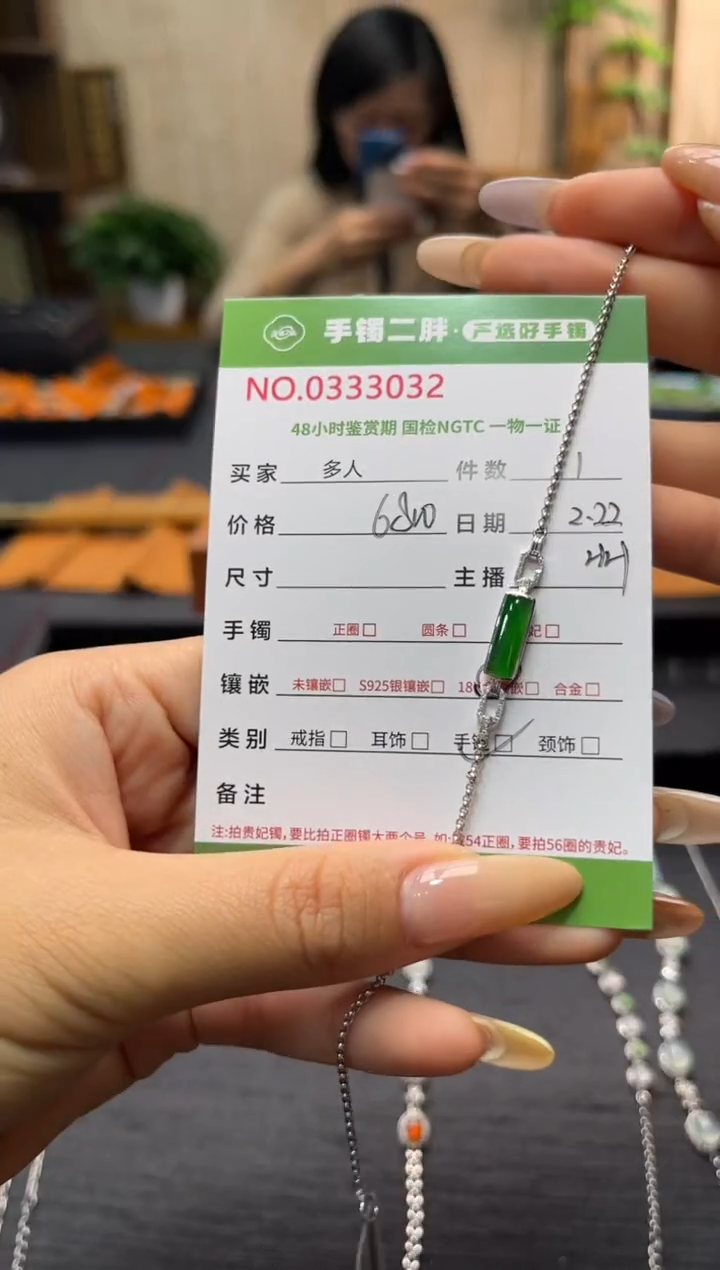 手镯二胖·严选好手镯
NO.0333032
48小时鉴赏期 国检NGTC 一物一证
买家 多人 件数 1
价格 日期 2.22
尺寸 主播
手镯 正圈□ 圆条□ 妃□
镶嵌 未镶嵌□ S925银镶嵌□ 18 嵌□ 合金□
类别 戒指□ 耳饰□ 手 ☑ 颈饰□
备注
注:拍贵妃镯,要比拍正圈镯大两个号 如: 54正圈,要拍56圈的贵妃。